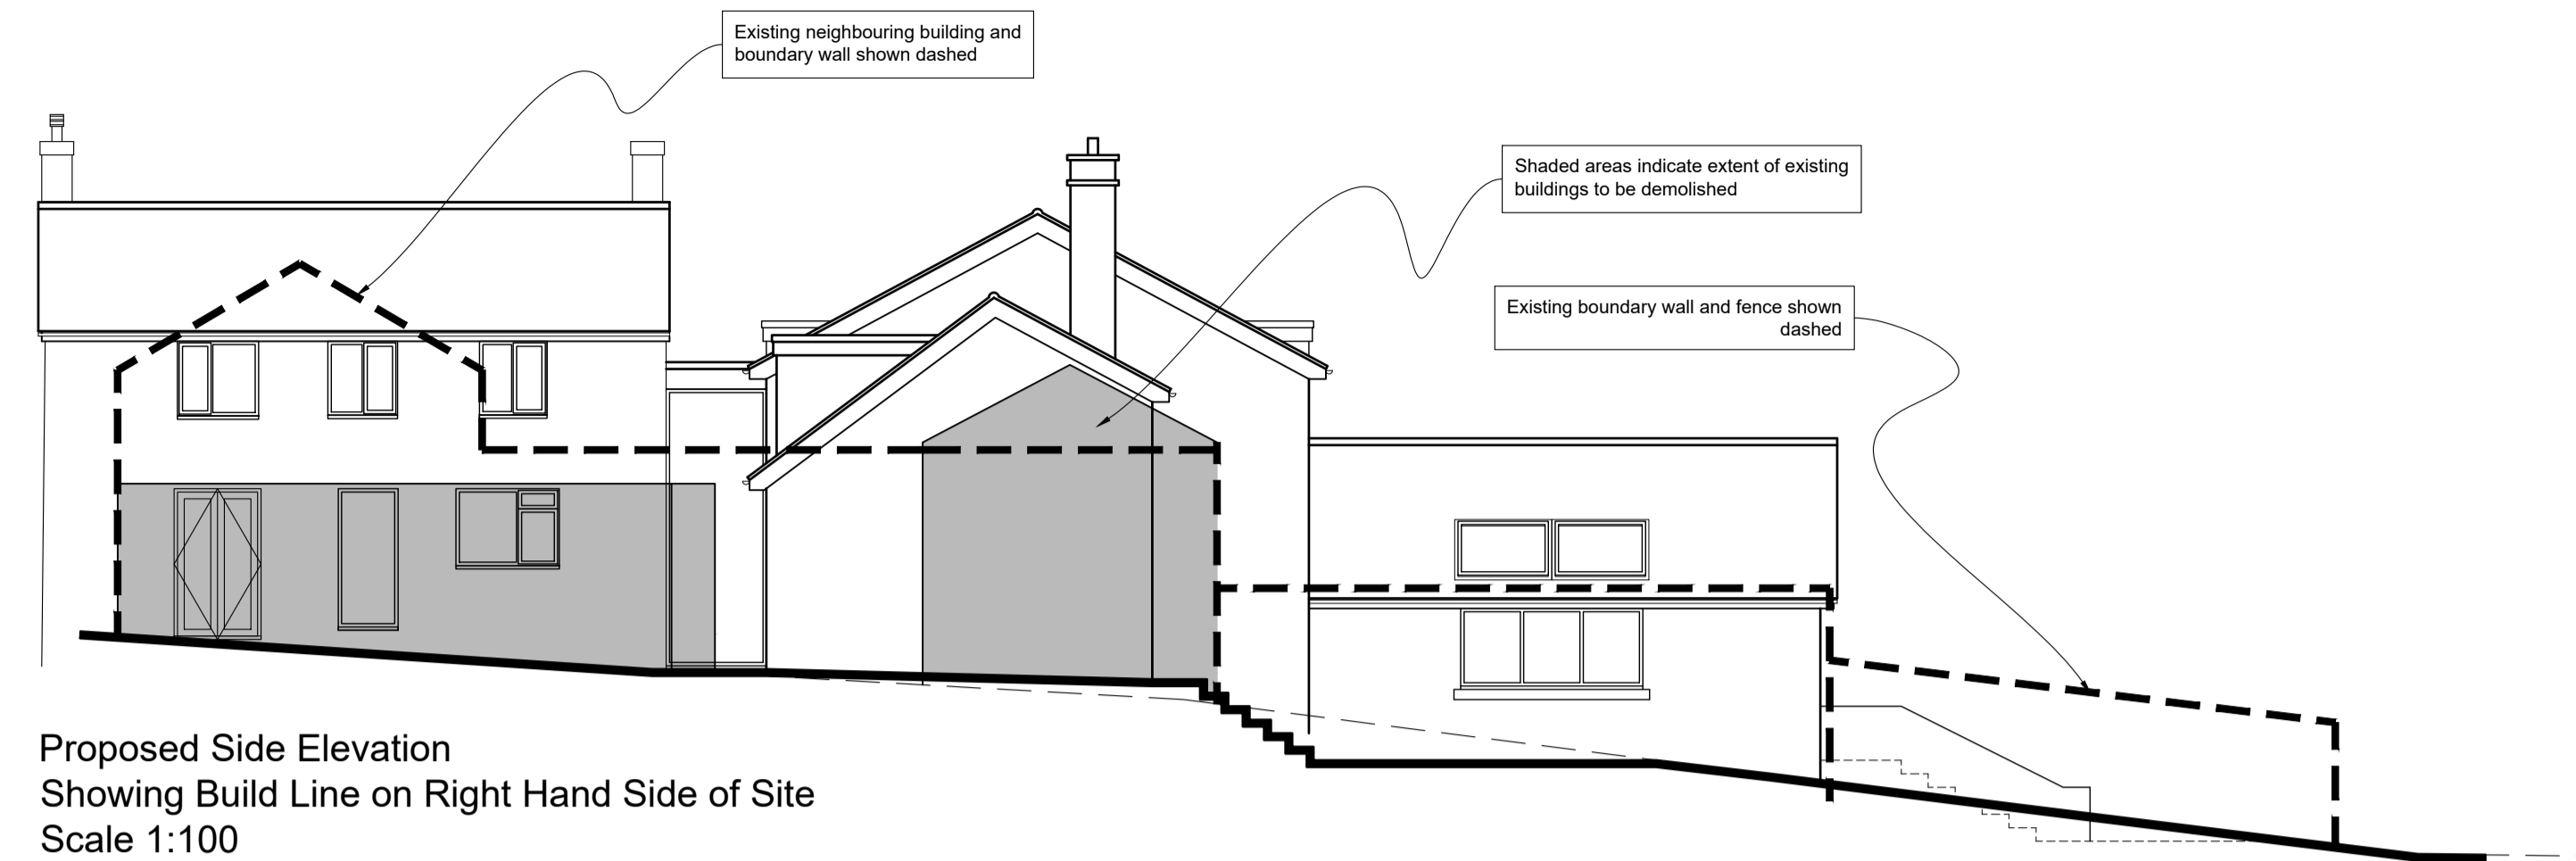 Existing neighbouring building and
boundary wall shown dashed
Shaded areas indicate extent of existing
buildings to be demolished
Existing boundary wall and fence shown
dashed
Proposed Side Elevation
Showing Build Line on Right Hand Side of Site
Scale 1:100